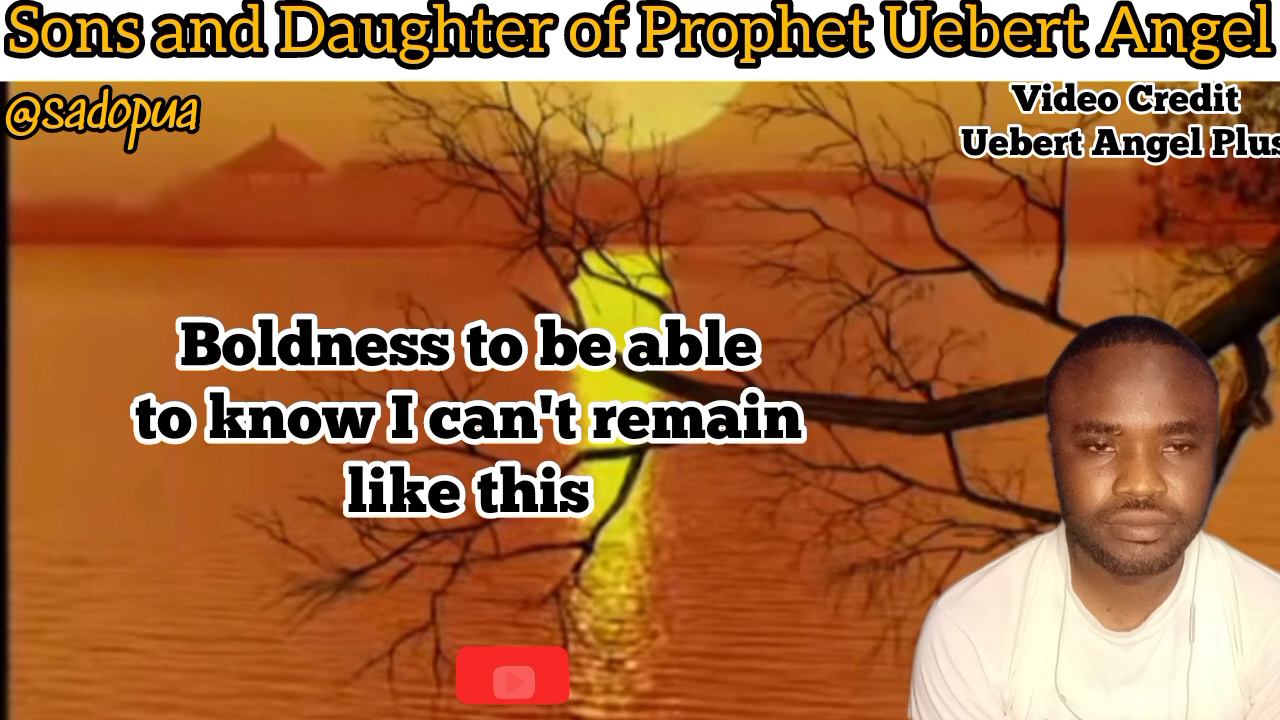 Sons and Daughter of Prophet Uebert Angel
@sadopua
Video Credit
Uebert Angel Plus
Boldness to be able
to know I can't remain
like this